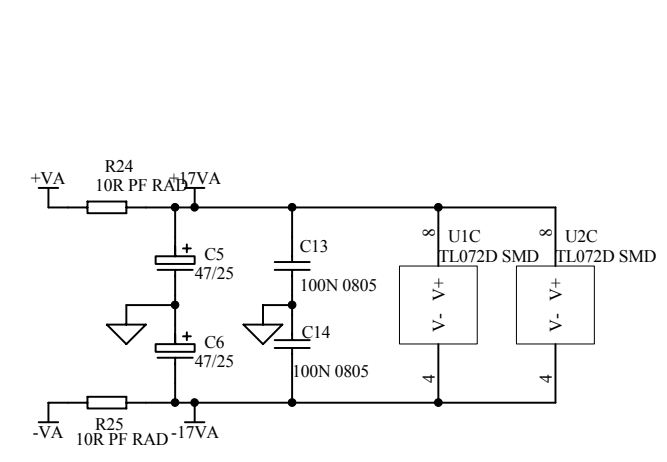 R24
+VA
10R PF RAD
+17VA
C5
47/25
C13
100N 0805
8
U1C
TL072D SMD
V+
V-
4
8
U2C
TL072D SMD
V+
V-
4
C6
47/25
C14
100N 0805
-VA
R25
10R PF RAD
-17VA